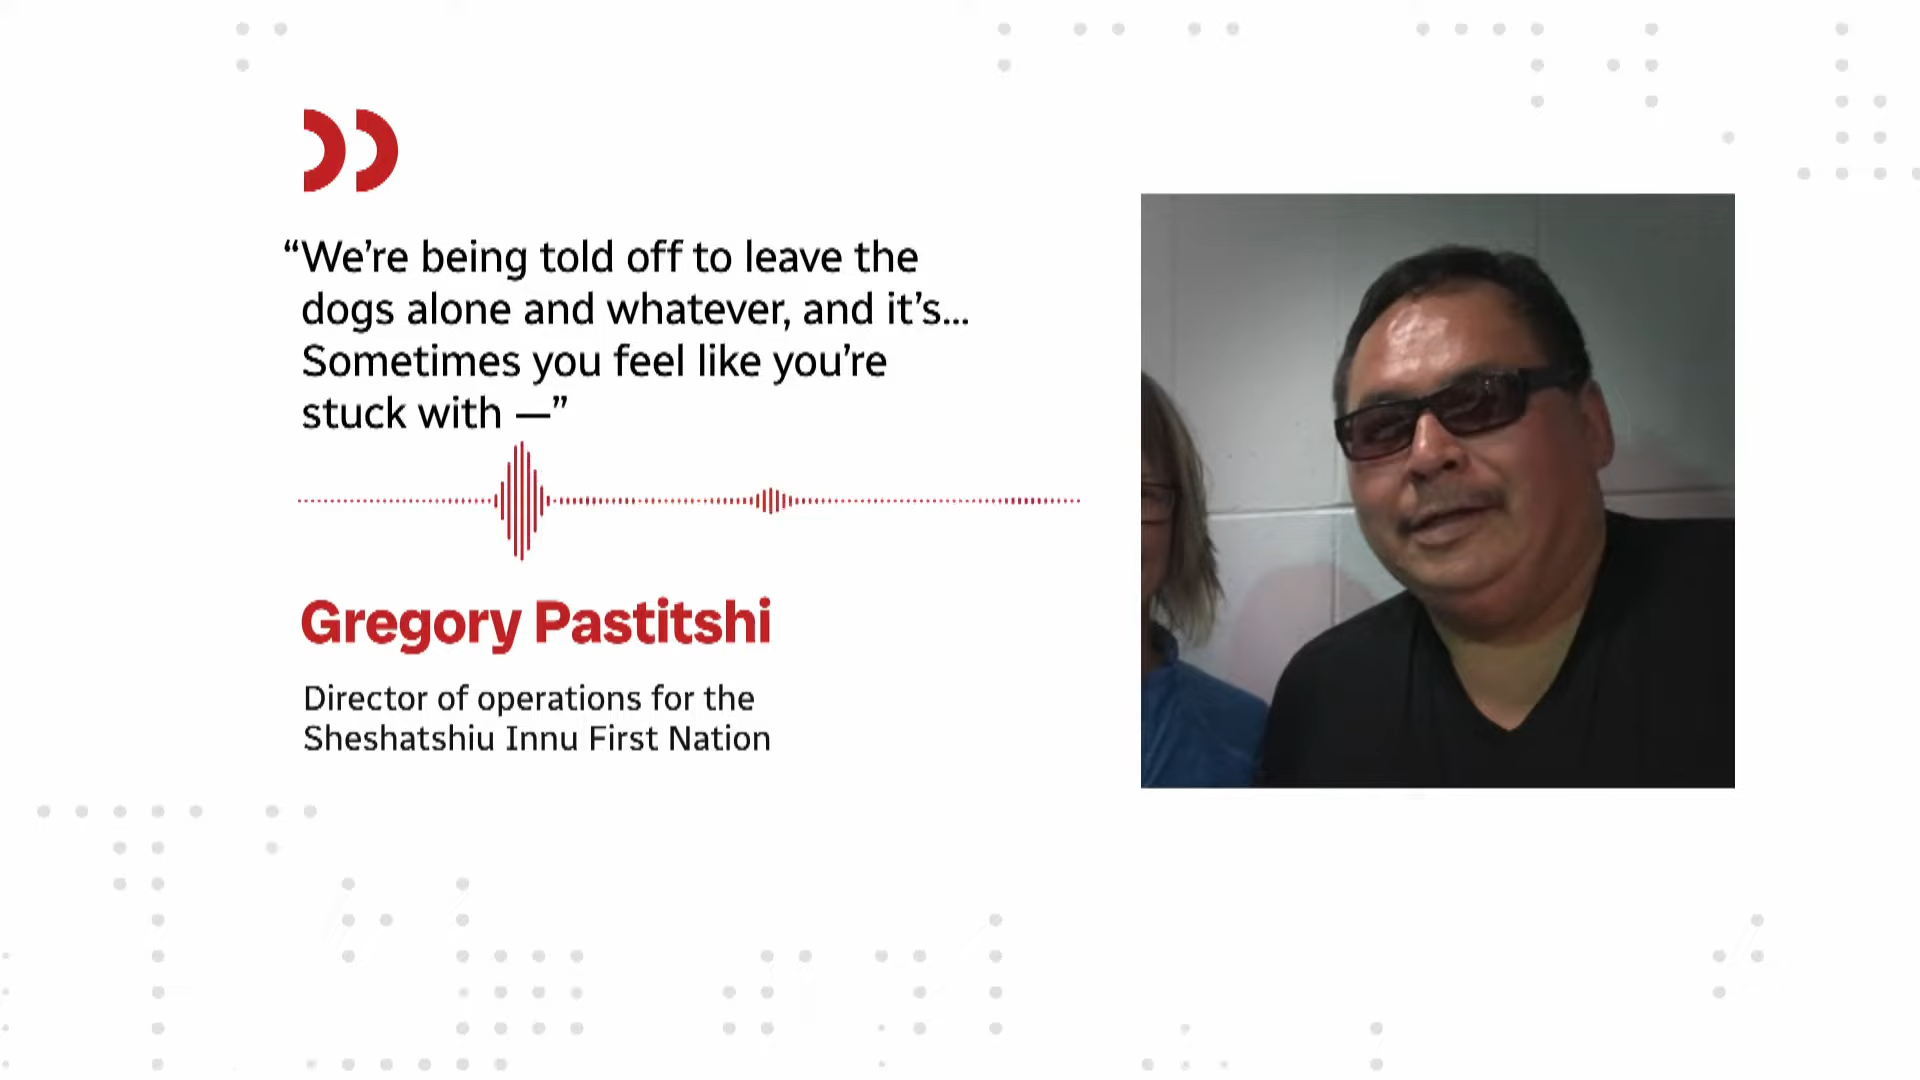 “We’re being told off to leave the
dogs alone and whatever, and it’s...
Sometimes you feel like you’re
stuck with —”
Gregory Pastitshi
Director of operations for the
Sheshatshiu Innu First Nation